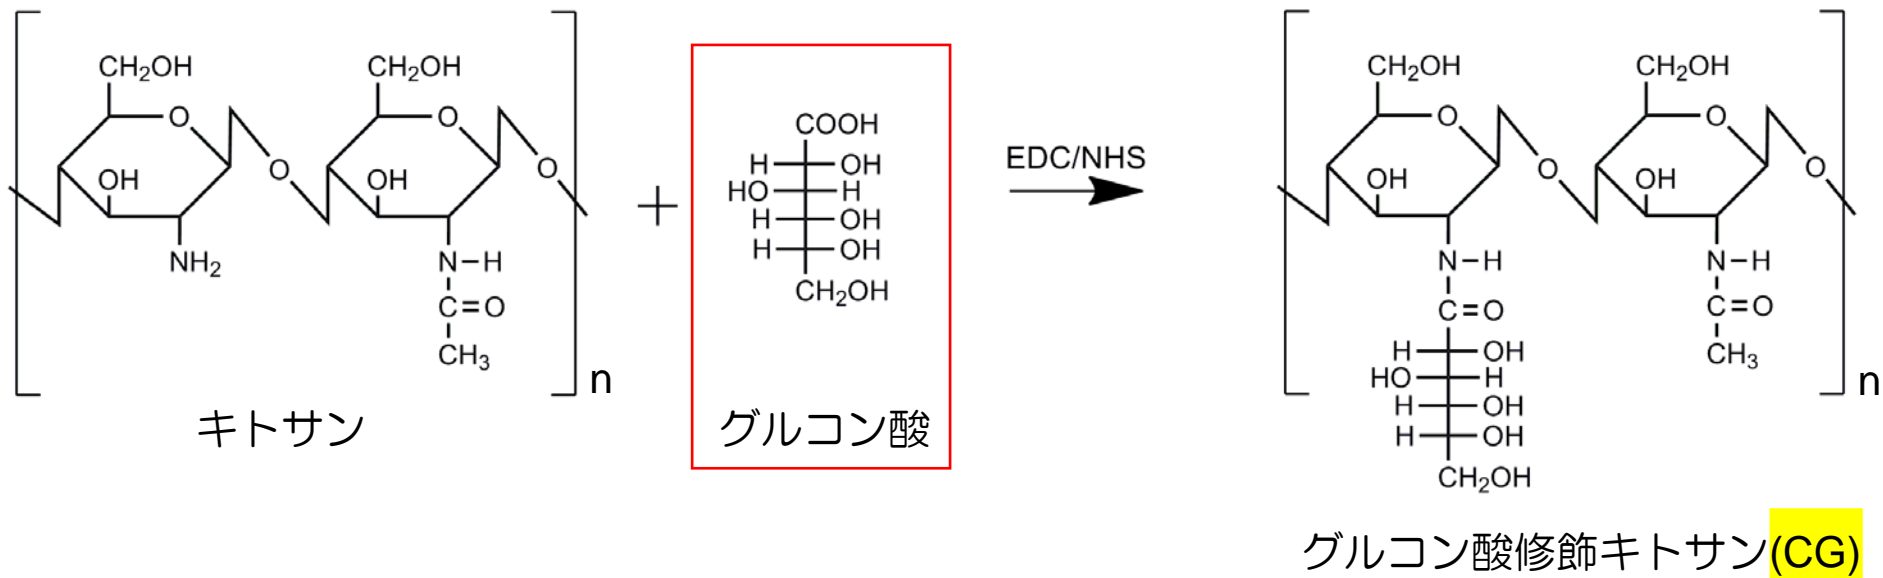 CH₂OH
O
OH
NH₂
O
CH₂OH
O
OH
N–H
C=O
CH₃
O
n
キトサン
+
COOH
H OH
HO H
H OH
H OH
CH₂OH
グルコン酸
EDC/NHS
CH₂OH
O
OH
N–H
C=O
H OH
HO H
H OH
H OH
CH₂OH
O
CH₂OH
O
OH
N–H
C=O
CH₃
O
n
グルコン酸修飾キトサン(CG)